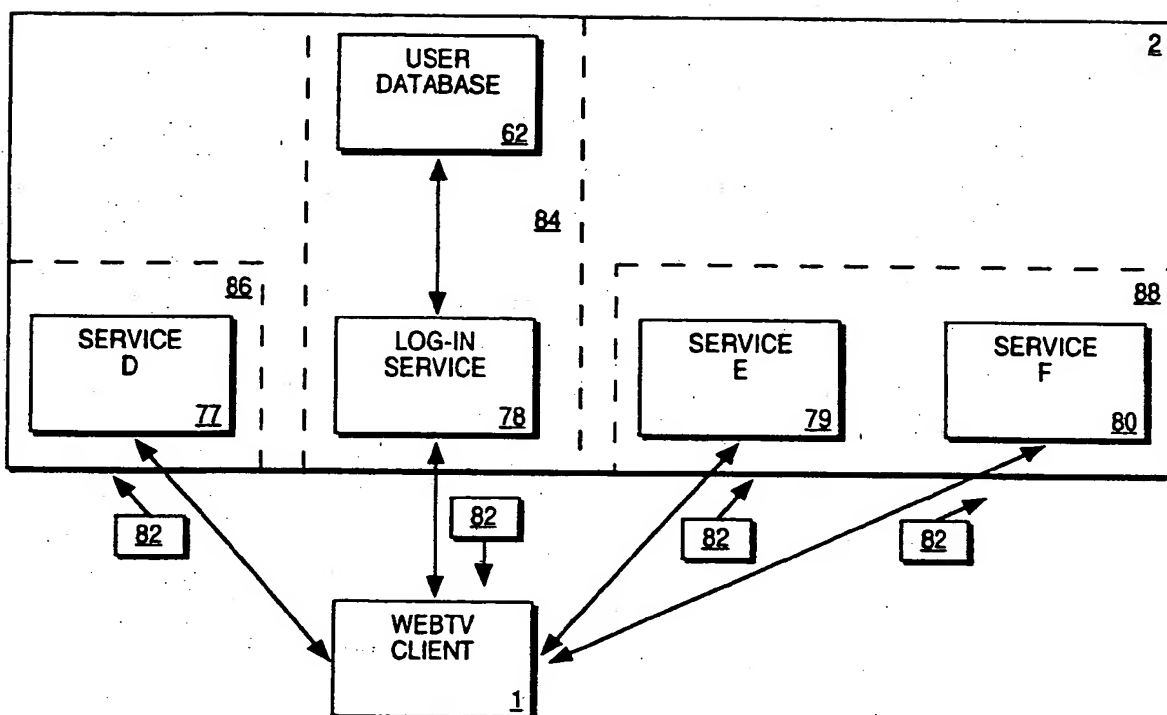 2
USER
DATABASE
62
84
86
88
SERVICE
D
77
LOG-IN
SERVICE
78
SERVICE
E
79
SERVICE
F
80
82
82
82
82
WEBTV
CLIENT
1